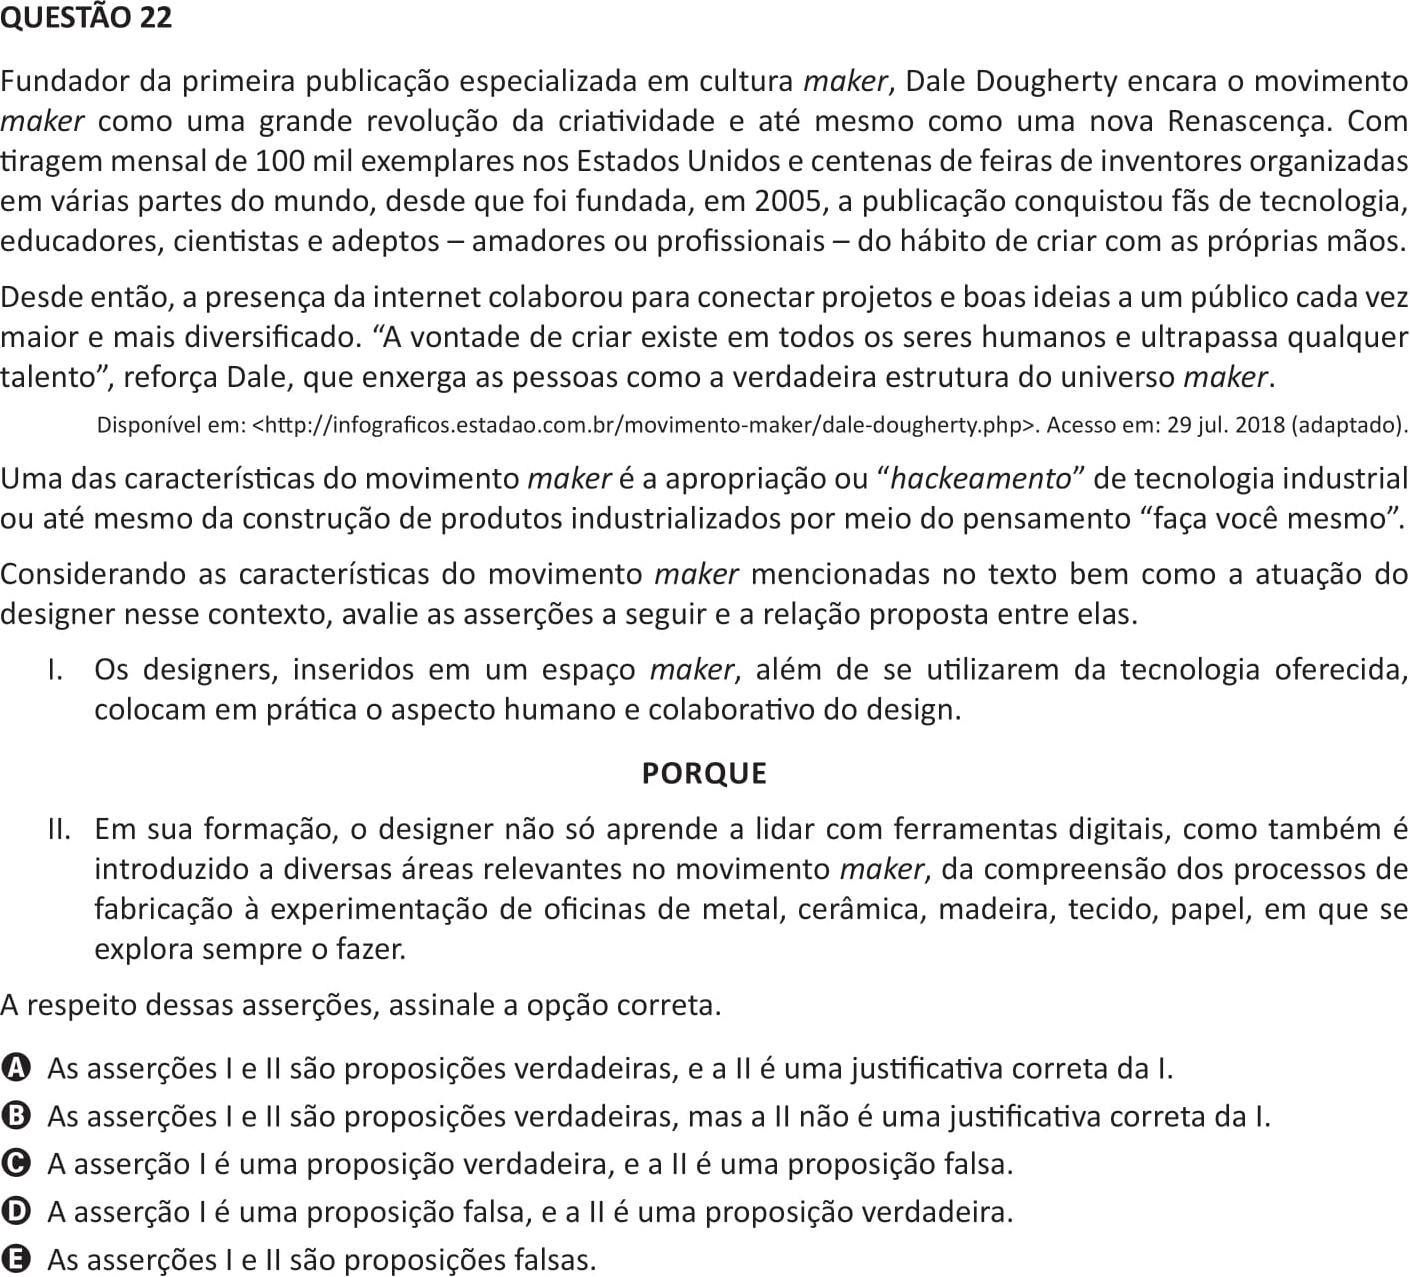 QUESTÃO 22
Fundador da primeira publicação especializada em cultura maker, Dale Dougherty encara o movimento
maker como uma grande revolução da criatividade e até mesmo como uma nova Renascença. Com
tiragem mensal de 100 mil exemplares nos Estados Unidos e centenas de feiras de inventores organizadas
em várias partes do mundo, desde que foi fundada, em 2005, a publicação conquistou fãs de tecnologia,
educadores, cientistas e adeptos – amadores ou profissionais – do hábito de criar com as próprias mãos.
Desde então, a presença da internet colaborou para conectar projetos e boas ideias a um público cada vez
maior e mais diversificado. “A vontade de criar existe em todos os seres humanos e ultrapassa qualquer
talento”, reforça Dale, que enxerga as pessoas como a verdadeira estrutura do universo maker.
Disponível em: <http://infograficos.estadao.com.br/movimento-maker/dale-dougherty.php>. Acesso em: 29 jul. 2018 (adaptado).
Uma das características do movimento maker é a apropriação ou “hackeamento” de tecnologia industrial
ou até mesmo da construção de produtos industrializados por meio do pensamento “faça você mesmo”.
Considerando as características do movimento maker mencionadas no texto bem como a atuação do
designer nesse contexto, avalie as asserções a seguir e a relação proposta entre elas.
I. Os designers, inseridos em um espaço maker, além de se utilizarem da tecnologia oferecida,
colocam em prática o aspecto humano e colaborativo do design.
PORQUE
II. Em sua formação, o designer não só aprende a lidar com ferramentas digitais, como também é
introduzido a diversas áreas relevantes no movimento maker, da compreensão dos processos de
fabricação à experimentação de oficinas de metal, cerâmica, madeira, tecido, papel, em que se
explora sempre o fazer.
A respeito dessas asserções, assinale a opção correta.
A As asserções I e II são proposições verdadeiras, e a II é uma justificativa correta da I.
B As asserções I e II são proposições verdadeiras, mas a II não é uma justificativa correta da I.
C A asserção I é uma proposição verdadeira, e a II é uma proposição falsa.
D A asserção I é uma proposição falsa, e a II é uma proposição verdadeira.
E As asserções I e II são proposições falsas.